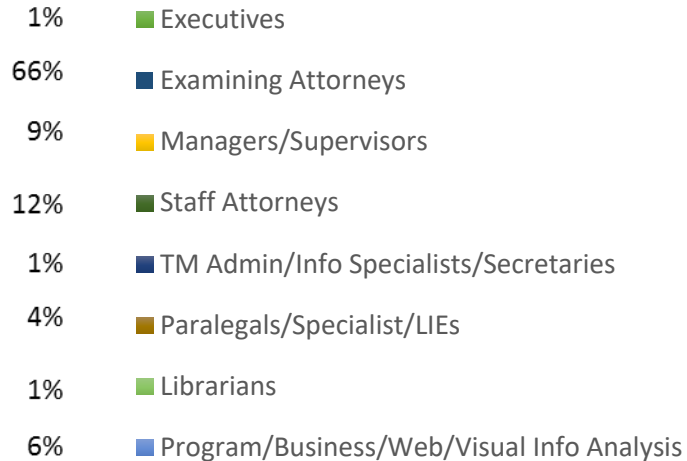 1% Executives
66% Examining Attorneys
9% Managers/Supervisors
12% Staff Attorneys
1% TM Admin/Info Specialists/Secretaries
4% Paralegals/Specialist/LIEs
1% Librarians
6% Program/Business/Web/Visual Info Analysis